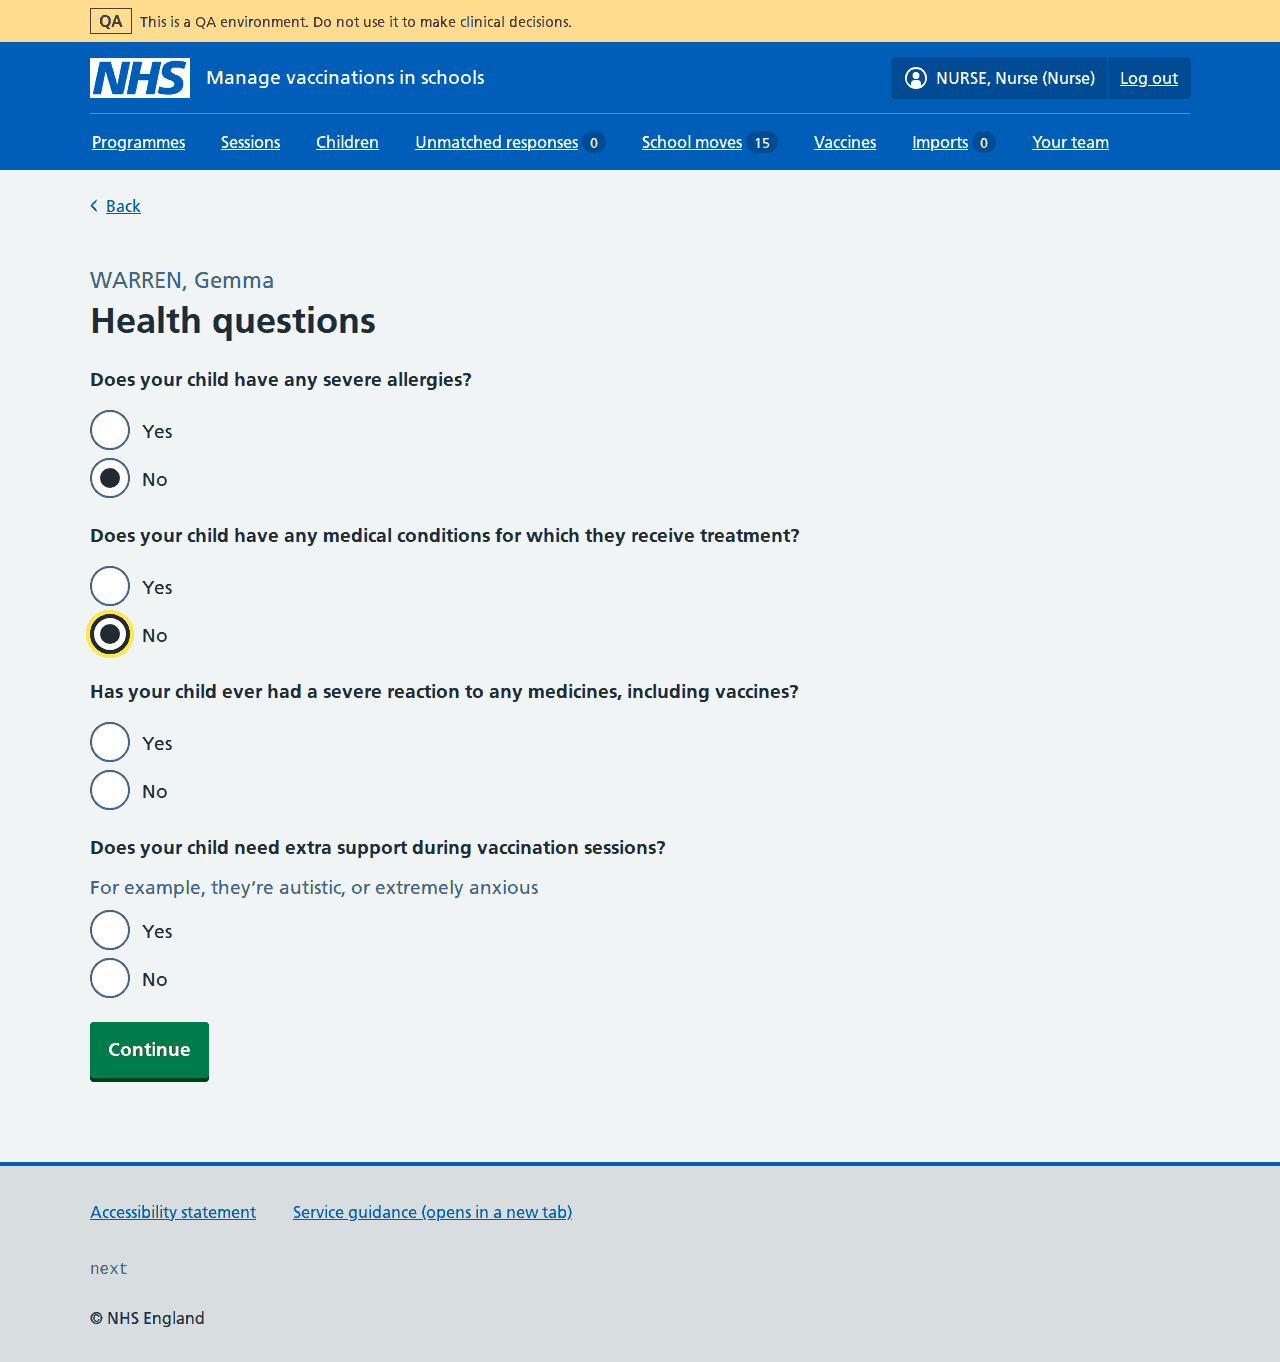 QA This is a QA environment. Do not use it to make clinical decisions.
NHS Manage vaccinations in schools NURSE, Nurse (Nurse) Log out
Programmes Sessions Children Unmatched responses 0 School moves 15 Vaccines Imports 0 Your team
Back
WARREN, Gemma
Health questions
Does your child have any severe allergies?
Yes
No
Does your child have any medical conditions for which they receive treatment?
Yes
No
Has your child ever had a severe reaction to any medicines, including vaccines?
Yes
No
Does your child need extra support during vaccination sessions?
For example, they’re autistic, or extremely anxious
Yes
No
Continue
Accessibility statement Service guidance (opens in a new tab)
next
© NHS England